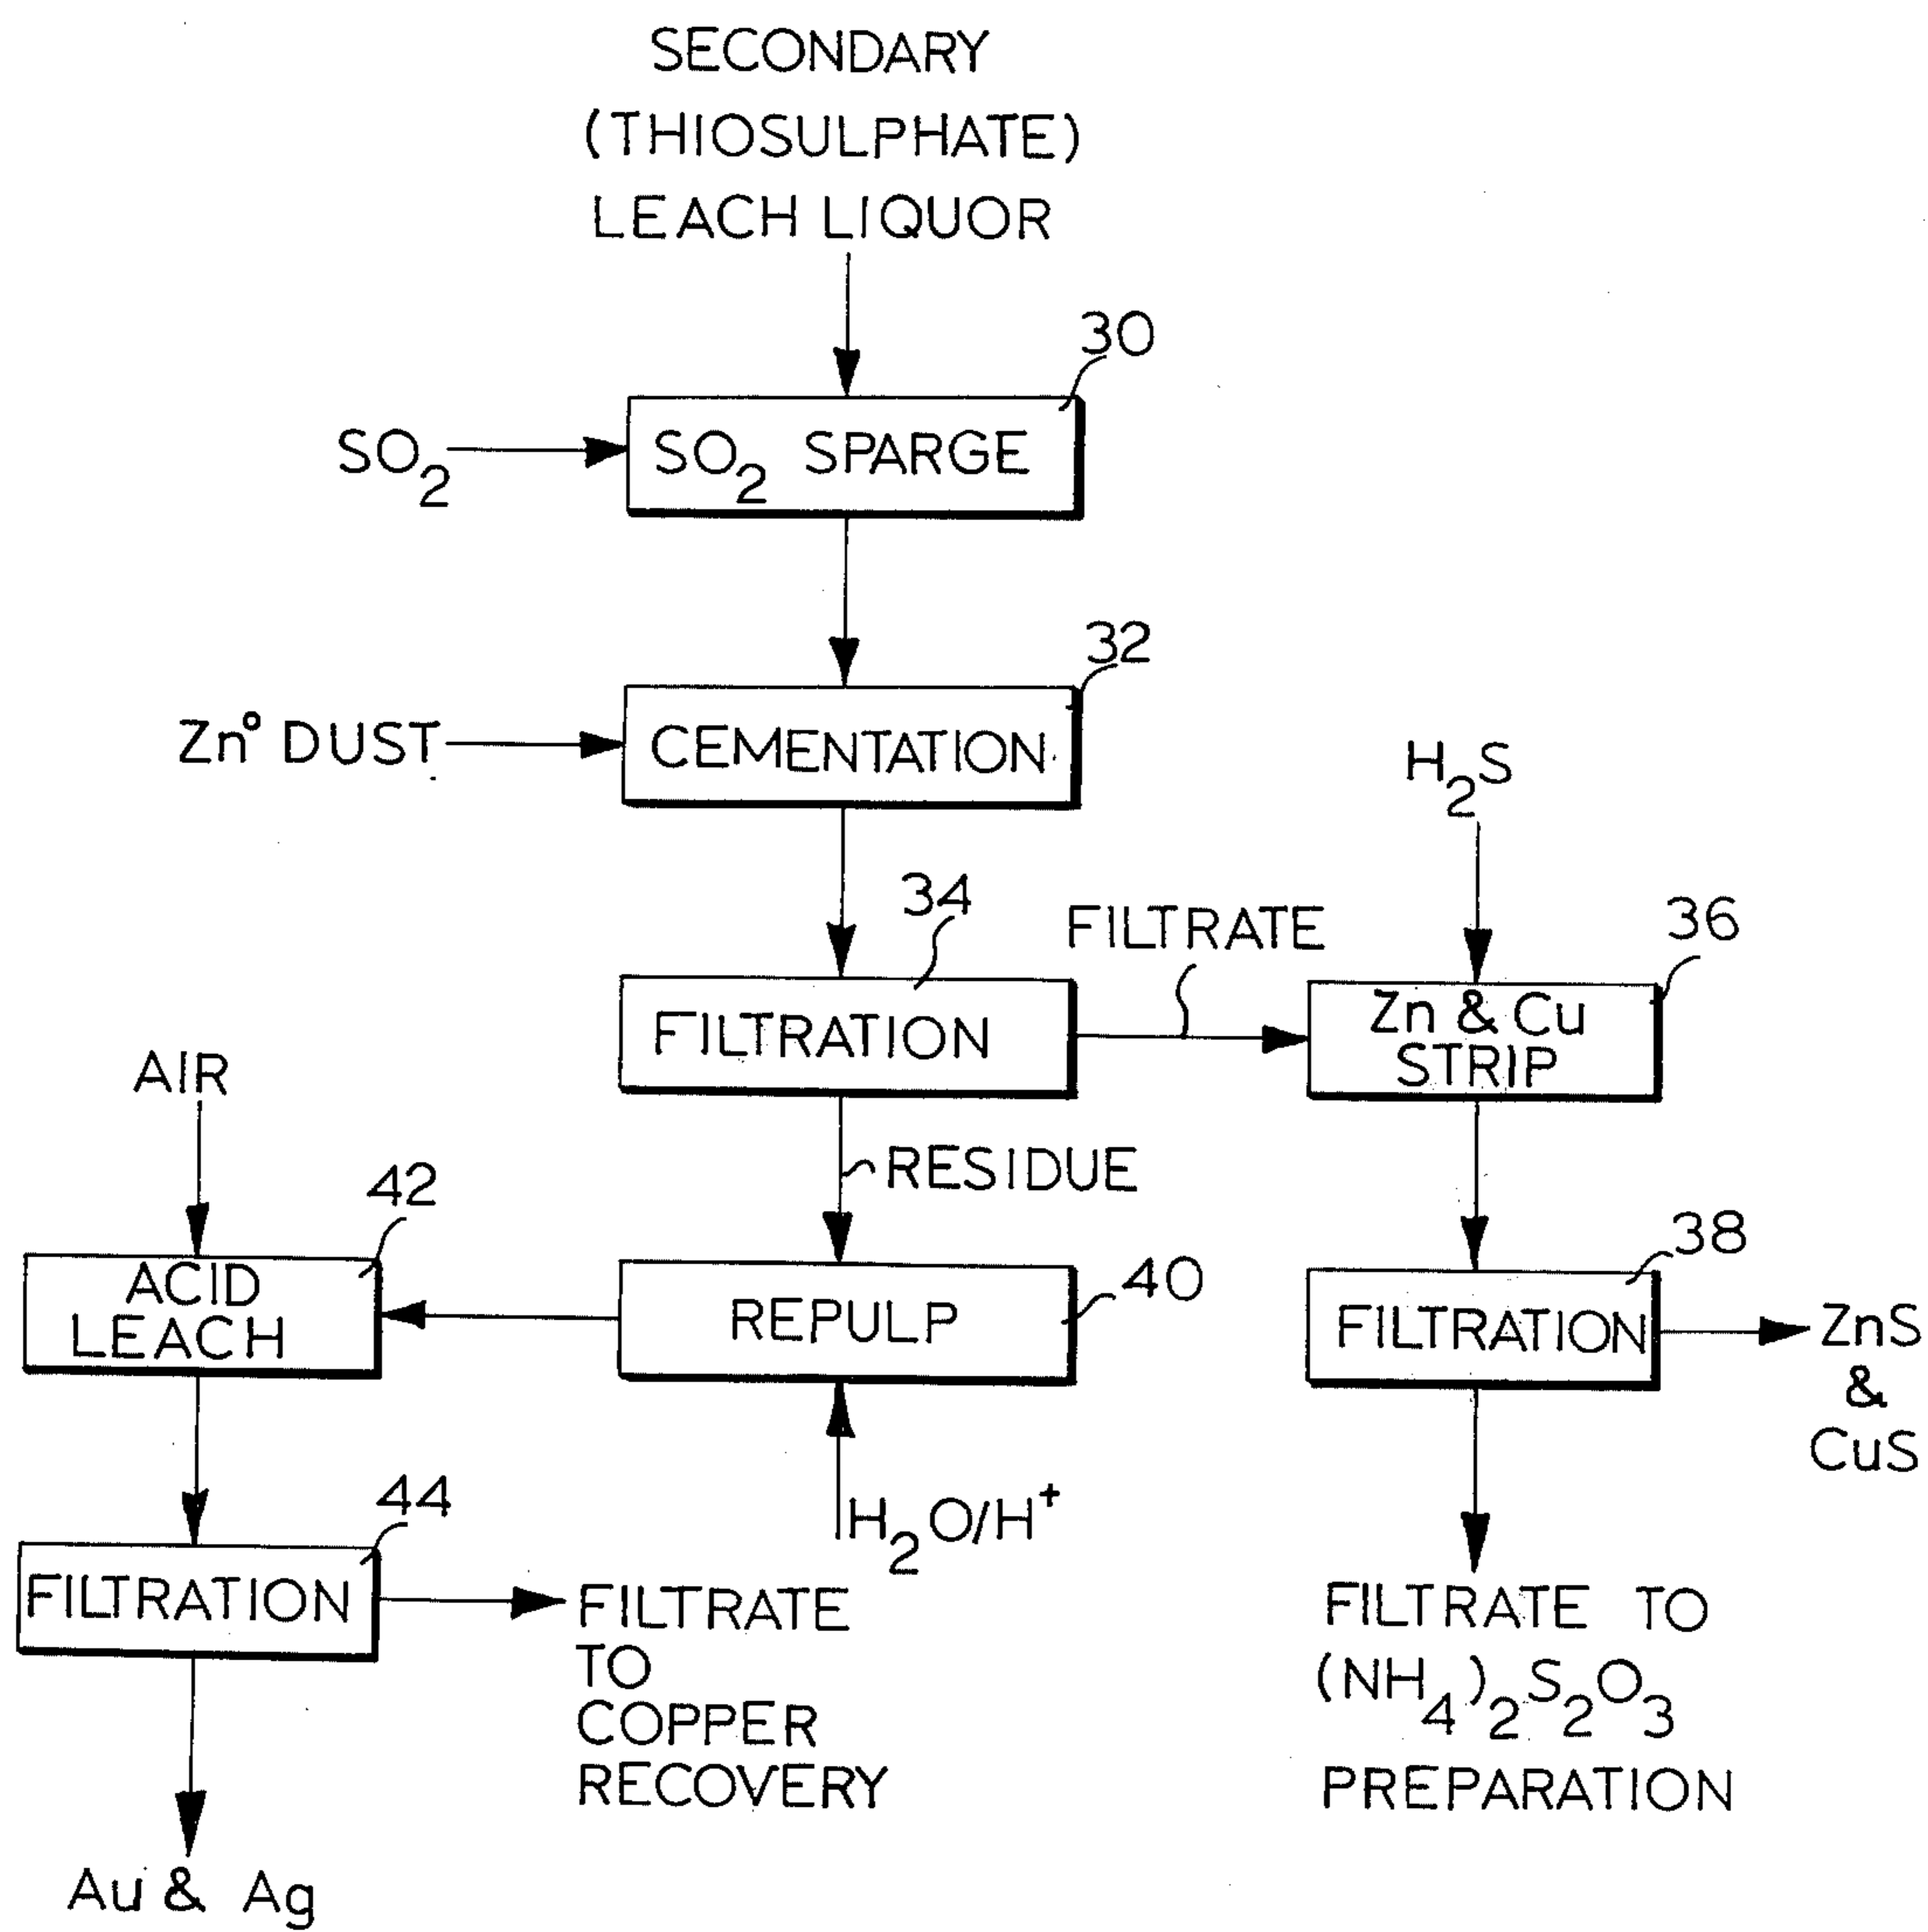 SECONDARY
(THIOSULPHATE)
LEACH LIQUOR
30
SO₂
SO₂ SPARGE
32
Zn° DUST
CEMENTATION
H₂S
34
FILTRATE
36
FILTRATION
Zn & Cu
STRIP
AIR
RESIDUE
42
38
40
ACID
LEACH
REPULP
FILTRATION
ZnS
&
CuS
44
H₂O/H⁺
FILTRATION
FILTRATE
TO
COPPER
RECOVERY
FILTRATE TO
(NH₄)₂S₂O₃
PREPARATION
Au & Ag